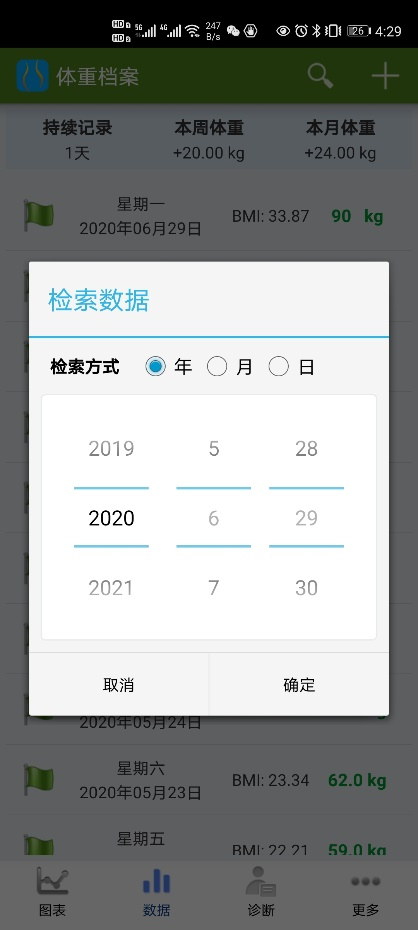 HD 5G 4G 247 B/s 26 4:29
体重档案
持续记录 本周体重 本月体重
1天 +20.00 kg +24.00 kg
星期一
2020年06月29日 BMI: 33.87 90 kg
检索数据
检索方式 年 月 日
2019 5 28
2020 6 29
2021 7 30
取消 确定
2020年05月24日
星期六
2020年05月23日 BMI: 23.34 62.0 kg
星期五
BMI: 22.21 59.0 kg
图表 数据 诊断 更多